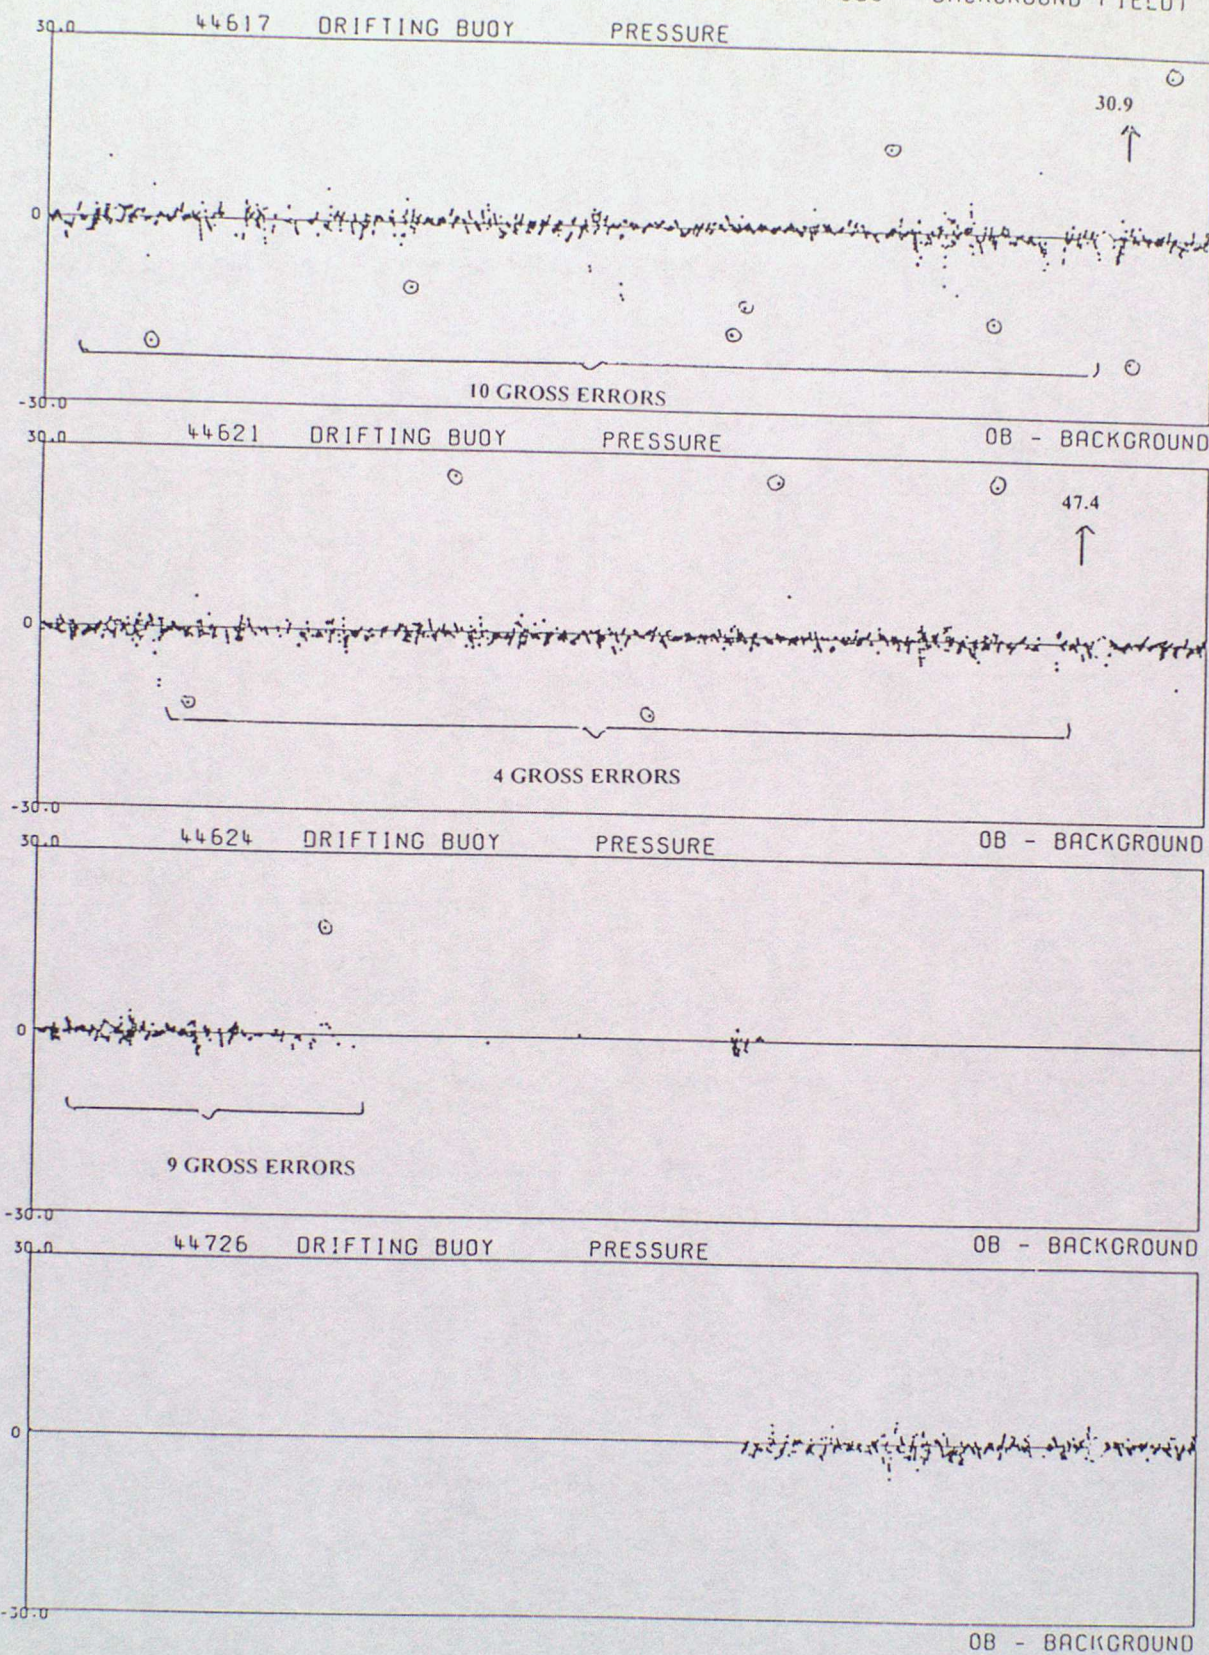 BACKGROUND FIELD)
30.0 44617 DRIFTING BUOY PRESSURE
30.9
0
10 GROSS ERRORS
-30.0
30.0 44621 DRIFTING BUOY PRESSURE OB - BACKGROUND
47.4
0
4 GROSS ERRORS
-30.0
30.0 44624 DRIFTING BUOY PRESSURE OB - BACKGROUND
0
9 GROSS ERRORS
-30.0
30.0 44726 DRIFTING BUOY PRESSURE OB - BACKGROUND
0
-30.0
OB - BACKGROUND